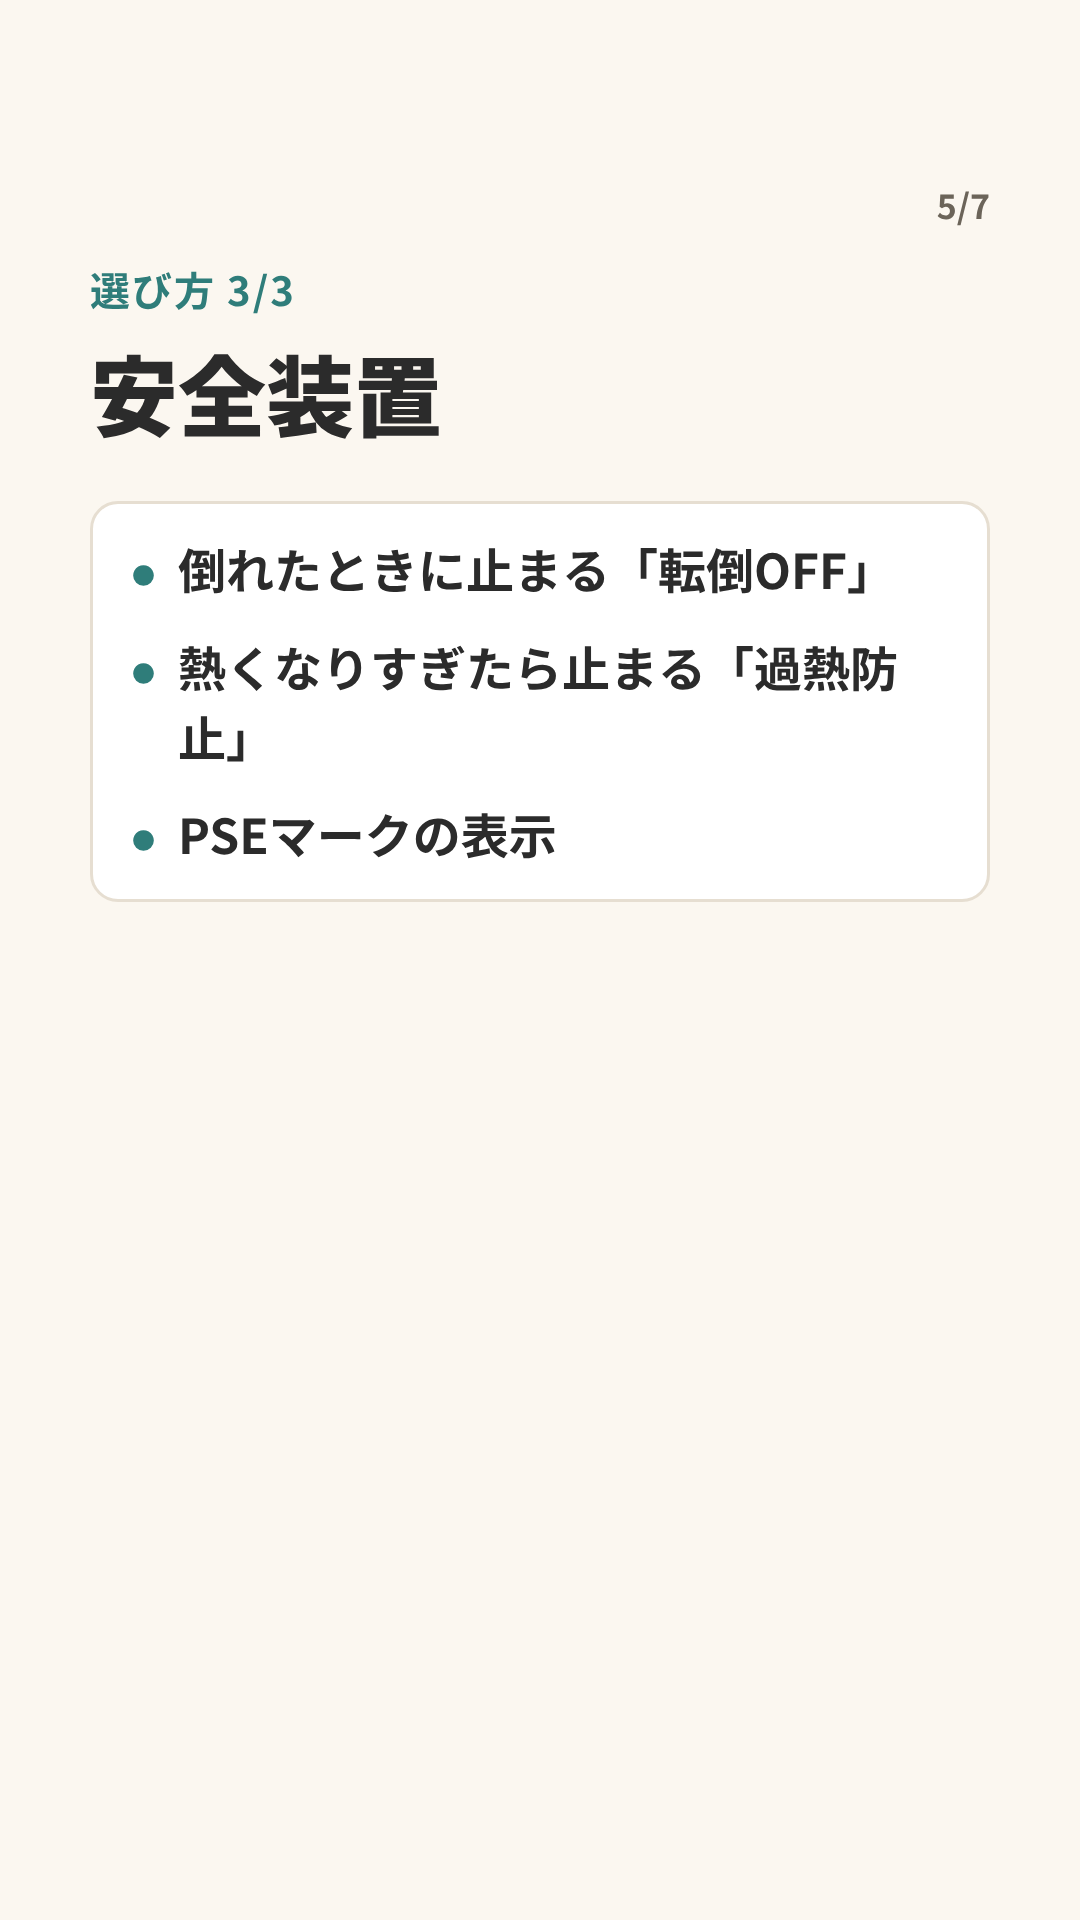 5/7
選び方 3/3
安全装置
倒れたときに止まる「転倒OFF」
熱くなりすぎたら止まる「過熱防
止」
PSEマークの表示